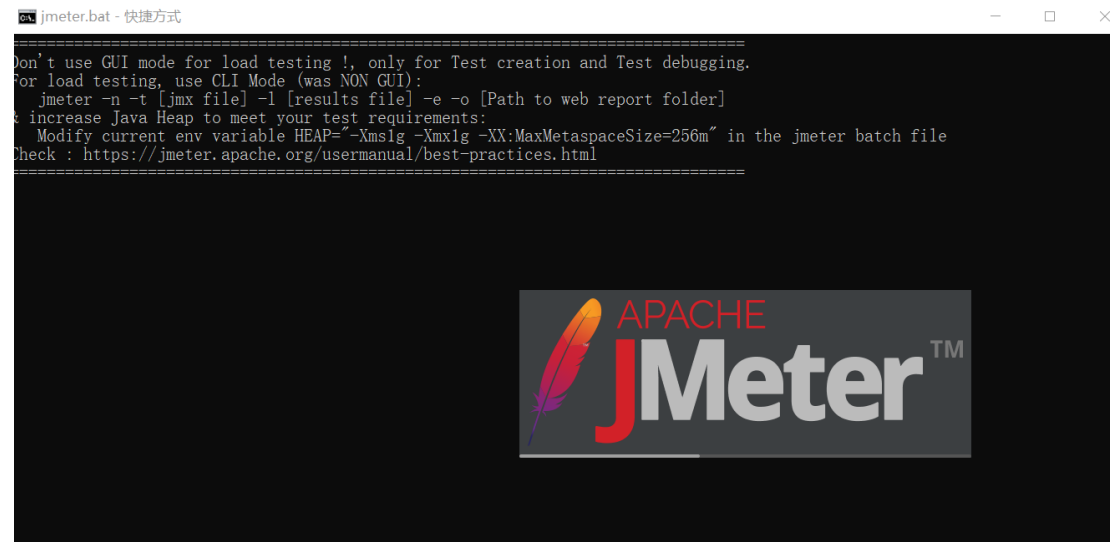 jmeter.bat - 快捷方式
================================================================================
Don't use GUI mode for load testing !, only for Test creation and Test debugging.
For load testing, use CLI Mode (was NON GUI):
   jmeter -n -t [jmx file] -l [results file] -e -o [Path to web report folder]
& increase Java Heap to meet your test requirements:
   Modify current env variable HEAP="-Xms1g -Xmx1g -XX:MaxMetaspaceSize=256m" in the jmeter batch file
Check : https://jmeter.apache.org/usermanual/best-practices.html
================================================================================
APACHE
JMeter™